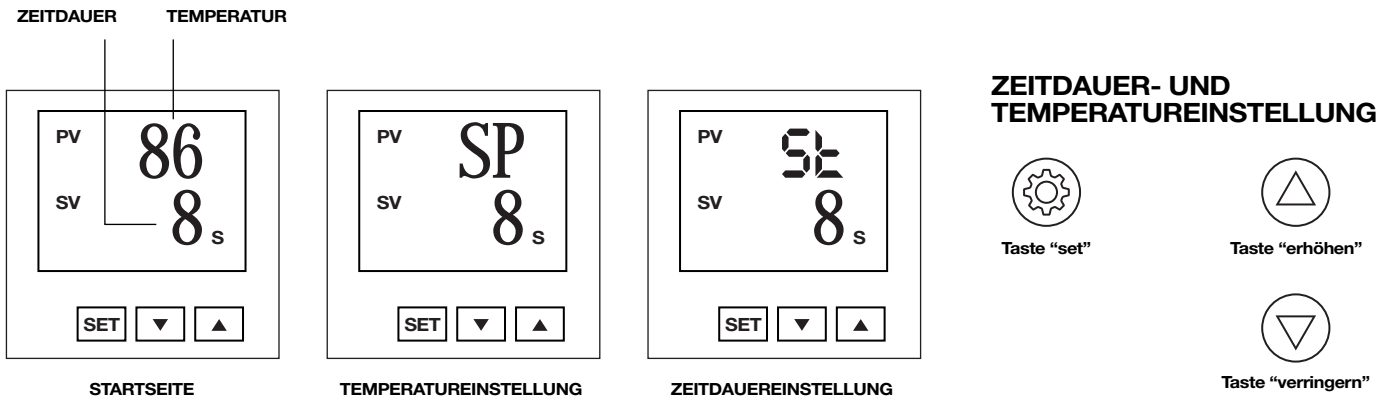 ZEITDAUER
TEMPERATUR
PV
86
SV
8 S
SET
STARTSEITE
PV
SP
SV
8 S
SET
TEMPERATUREINSTELLUNG
PV
St
SV
8 S
SET
ZEITDAUEREINSTELLUNG
ZEITDAUER- UND
TEMPERATUREINSTELLUNG
Taste “set”
Taste “erhöhen”
Taste “verringern”